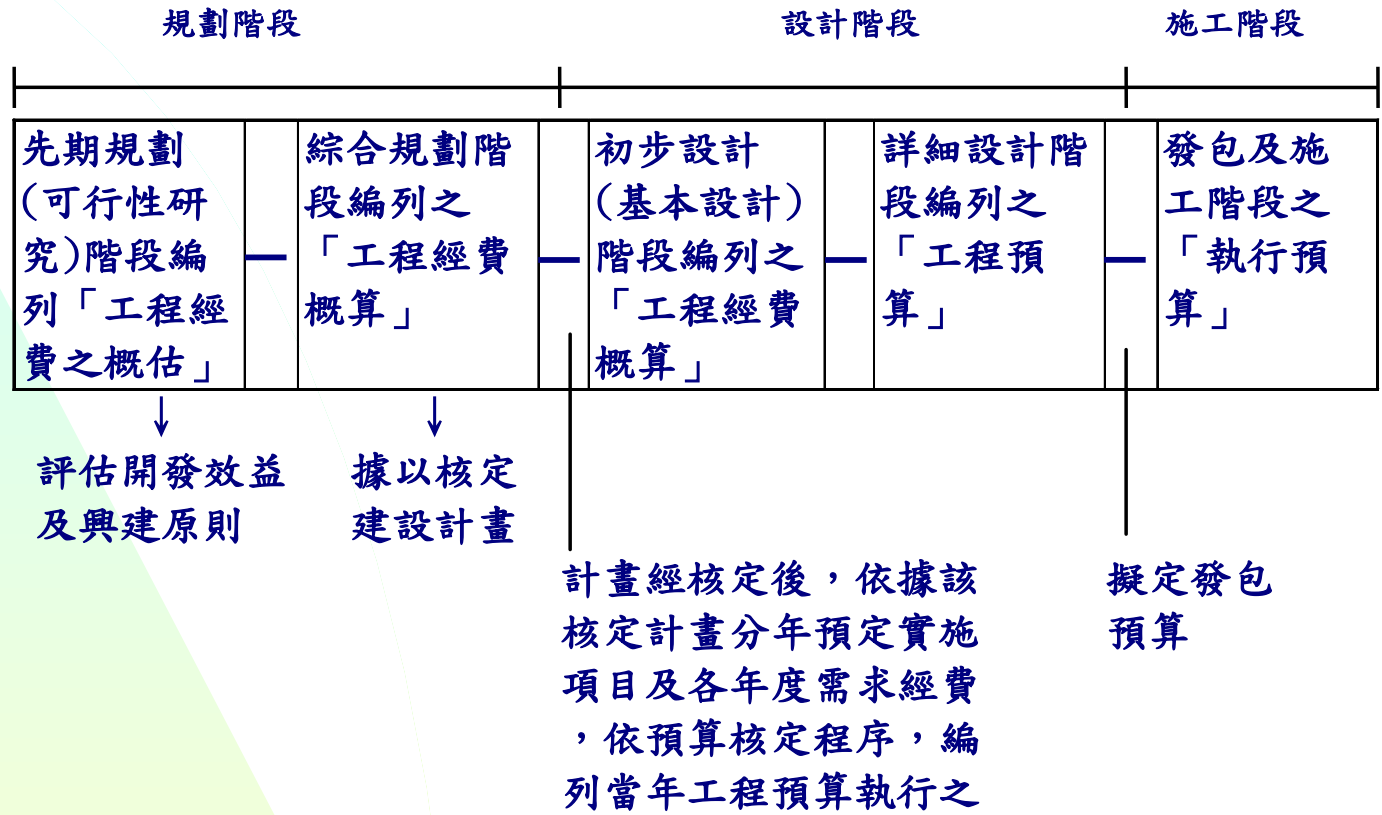 規劃階段
設計階段
施工階段
先期規劃
(可行性研
究)階段編
列「工程經
費之概估」
綜合規劃階
段編列之
「工程經費
概算」
初步設計
(基本設計)
階段編列之
「工程經費
概算」
詳細設計階
段編列之
「工程預
算」
發包及施
工階段之
「執行預
算」
評估開發效益
及興建原則
據以核定
建設計畫
計畫經核定後，依據該
核定計畫分年預定實施
項目及各年度需求經費
，依預算核定程序，編
列當年工程預算執行之
擬定發包
預算